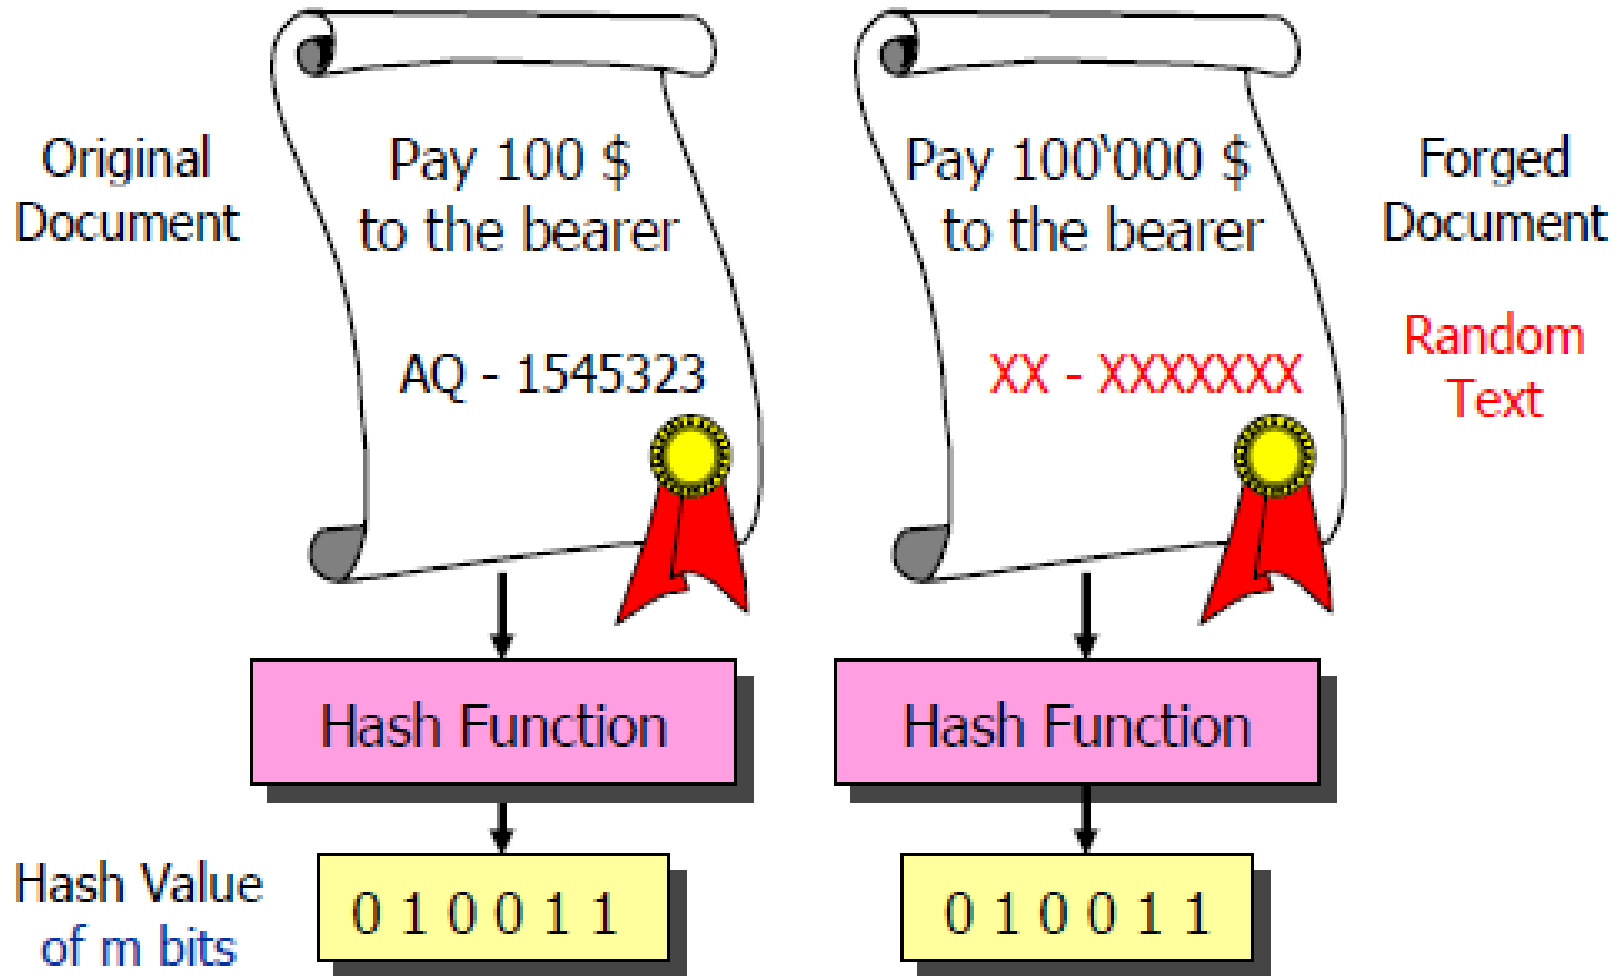 Original
Document
Pay 100 $
to the bearer
AQ - 1545323
Pay 100‘000 $
to the bearer
XX - XXXXXXX
Forged
Document
Random
Text
Hash Function
Hash Function
Hash Value
of m bits
0 1 0 0 1 1
0 1 0 0 1 1